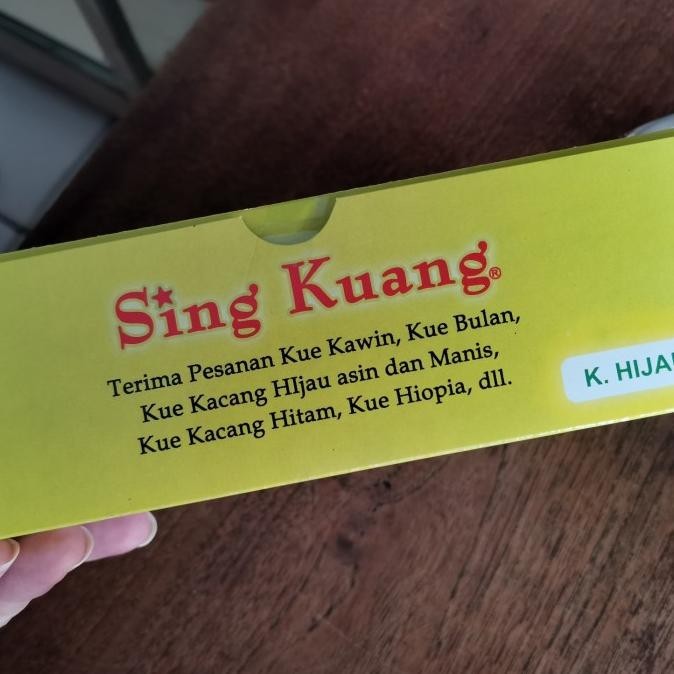 Sing Kuang®
Terima Pesanan Kue Kawin, Kue Bulan,
Kue Kacang HIjau asin dan Manis,
Kue Kacang Hitam, Kue Hiopia, dll.
K. HIJA